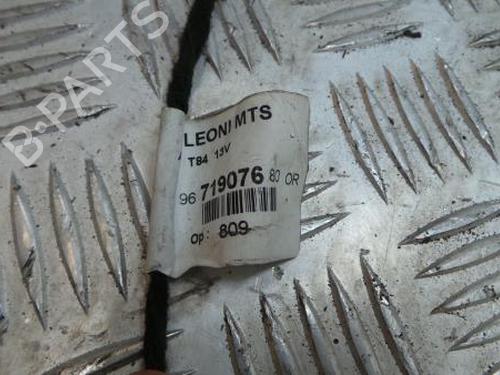 B-PARTS
LEONI MTS
T84 13V
96 719076 80 OR
Op: 809